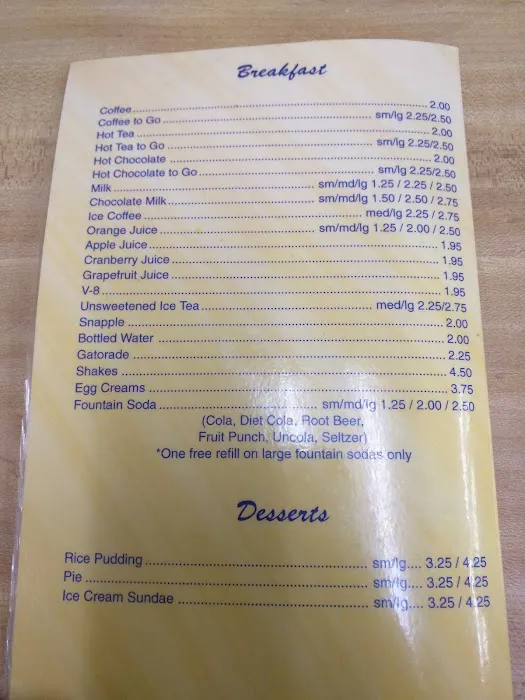 Breakfast
Coffee........................................................................ 2.00
Coffee to Go ................................................... sm/lg 2.25/2.50
Hot Tea ...................................................................... 2.00
Hot Tea to Go .................................................. sm/lg 2.25/2.50
Hot Chocolate .............................................................. 2.00
Hot Chocolate to Go........................................... sm/lg 2.25/2.50
Milk ................................................ sm/md/lg 1.25 / 2.25 / 2.50
Chocolate Milk.................................... sm/md/lg 1.50 / 2.50 / 2.75
Ice Coffee .................................................... med/lg 2.25 / 2.75
Orange Juice ..................................... sm/md/lg 1.25 / 2.00 / 2.50
Apple Juice................................................................... 1.95
Cranberry Juice .............................................................. 1.95
Grapefruit Juice .............................................................. 1.95
V-8 ........................................................................... 1.95
Unsweetened Ice Tea......................................... med/lg 2.25/2.75
Snapple ...................................................................... 2.00
Bottled Water ................................................................ 2.00
Gatorade ..................................................................... 2.25
Shakes ....................................................................... 4.50
Egg Creams ................................................................. 3.75
Fountain Soda .................................... sm/md/lg 1.25 / 2.00 / 2.50
(Cola, Diet Cola, Root Beer,
Fruit Punch, Uncola, Seltzer)
*One free refill on large fountain sodas only
Desserts
Rice Pudding ................................................ sm/lg.... 3.25 / 4.25
Pie ............................................................. sm/lg.... 3.25 / 4.25
Ice Cream Sundae .......................................... sm/lg.... 3.25 / 4.25